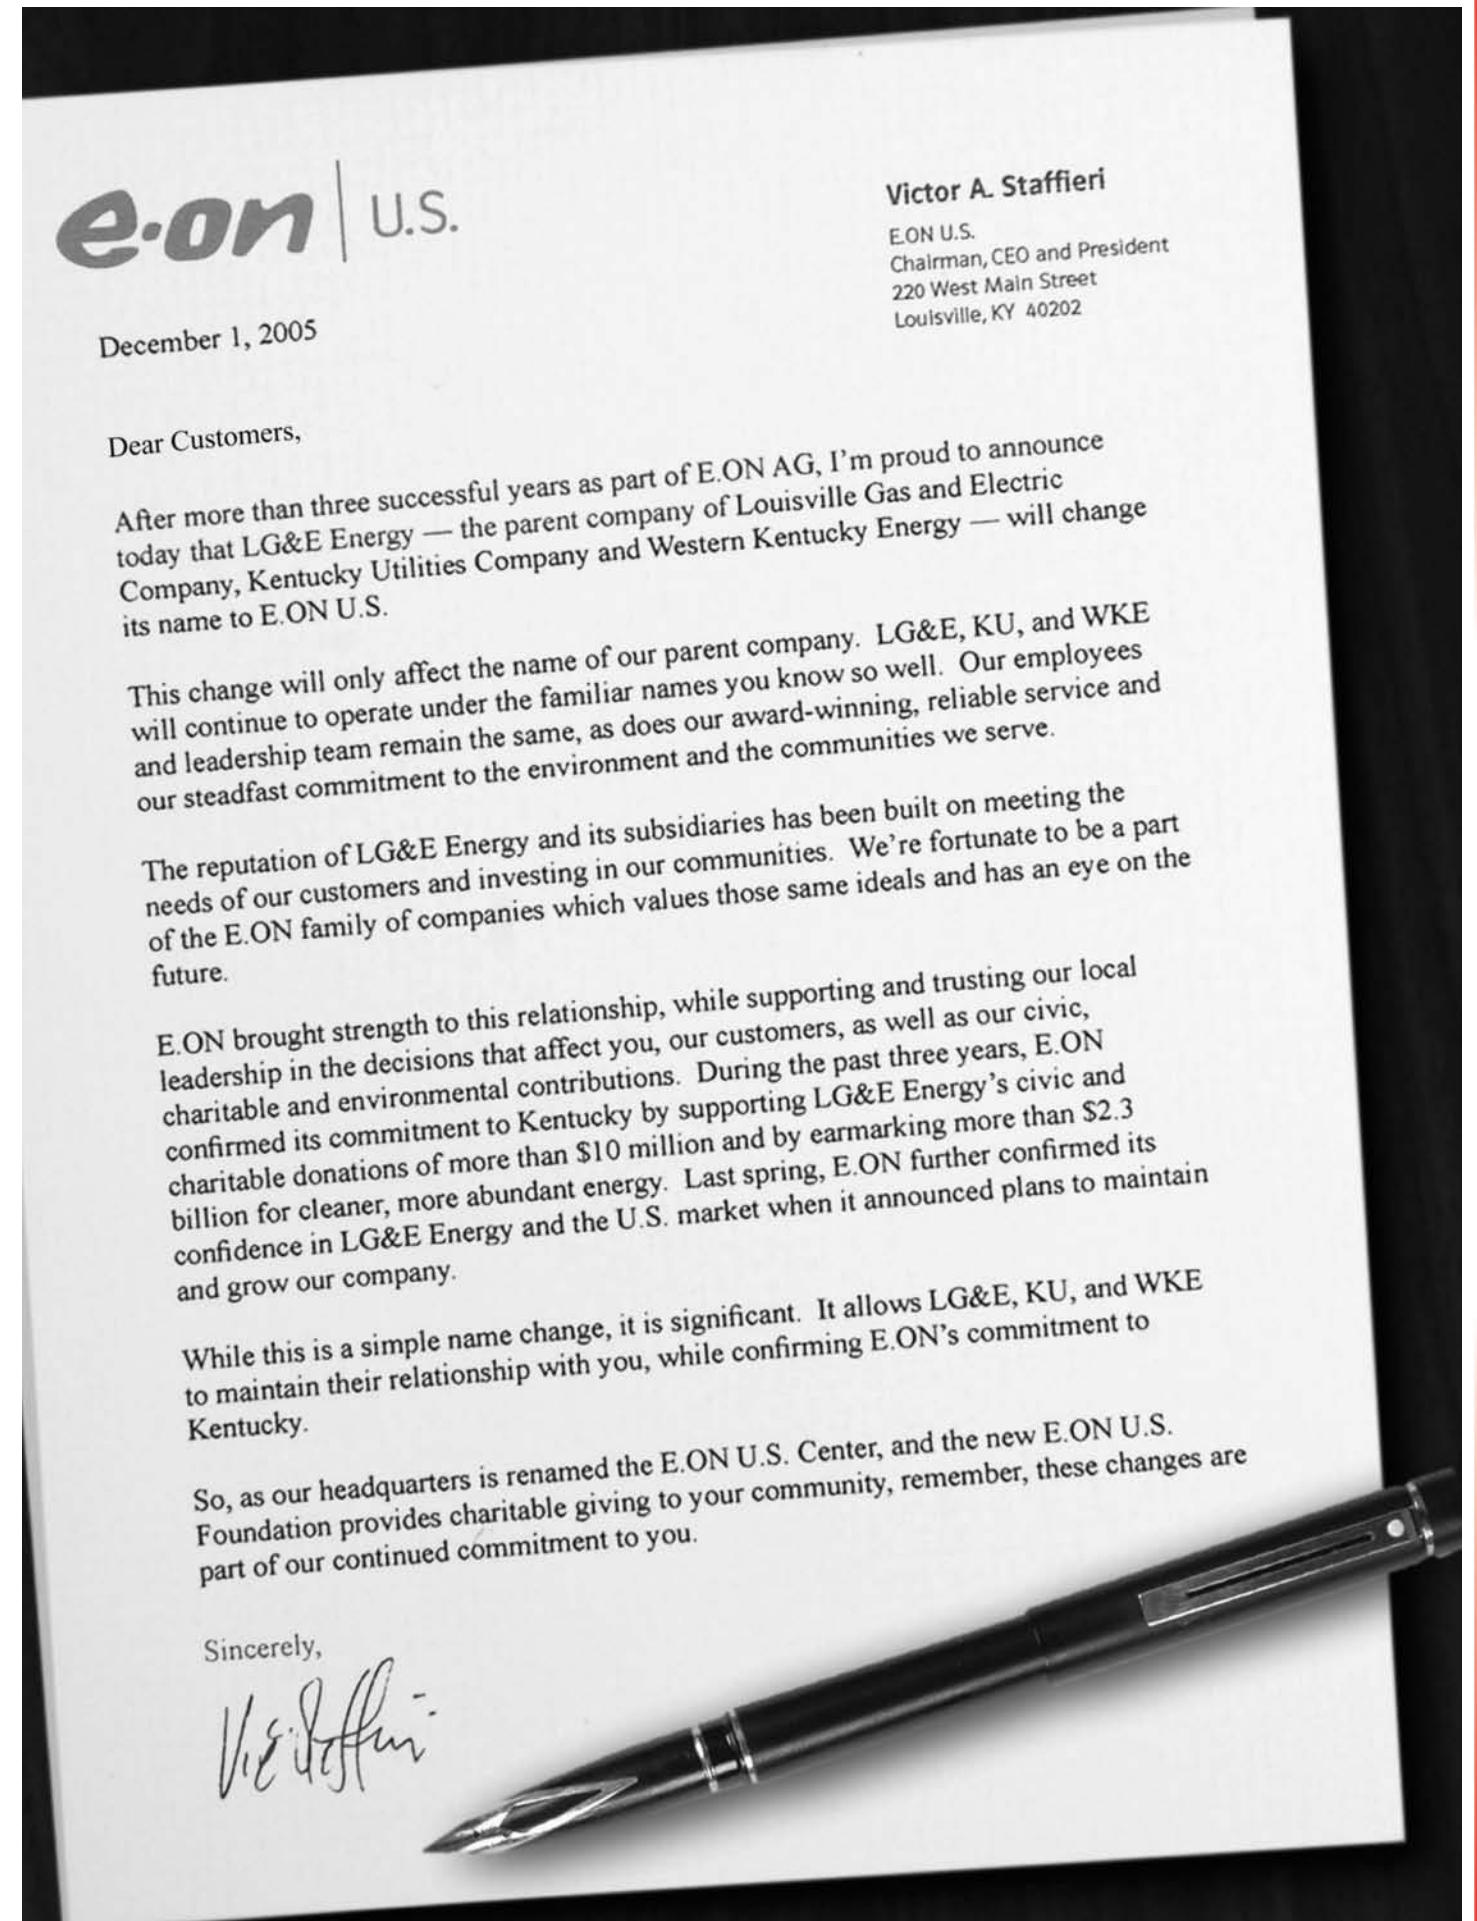 e·on | U.S.
Victor A. Staffieri
E.ON U.S.
Chairman, CEO and President
220 West Main Street
Louisville, KY 40202
December 1, 2005
Dear Customers,
After more than three successful years as part of E.ON AG, I'm proud to announce
today that LG&E Energy — the parent company of Louisville Gas and Electric
Company, Kentucky Utilities Company and Western Kentucky Energy — will change
its name to E.ON U.S.
This change will only affect the name of our parent company. LG&E, KU, and WKE
will continue to operate under the familiar names you know so well. Our employees
and leadership team remain the same, as does our award-winning, reliable service and
our steadfast commitment to the environment and the communities we serve.
The reputation of LG&E Energy and its subsidiaries has been built on meeting the
needs of our customers and investing in our communities. We're fortunate to be a part
of the E.ON family of companies which values those same ideals and has an eye on the
future.
E.ON brought strength to this relationship, while supporting and trusting our local
leadership in the decisions that affect you, our customers, as well as our civic,
charitable and environmental contributions. During the past three years, E.ON
confirmed its commitment to Kentucky by supporting LG&E Energy's civic and
charitable donations of more than $10 million and by earmarking more than $2.3
billion for cleaner, more abundant energy. Last spring, E.ON further confirmed its
confidence in LG&E Energy and the U.S. market when it announced plans to maintain
and grow our company.
While this is a simple name change, it is significant. It allows LG&E, KU, and WKE
to maintain their relationship with you, while confirming E.ON's commitment to
Kentucky.
So, as our headquarters is renamed the E.ON U.S. Center, and the new E.ON U.S.
Foundation provides charitable giving to your community, remember, these changes are
part of our continued commitment to you.
Sincerely,